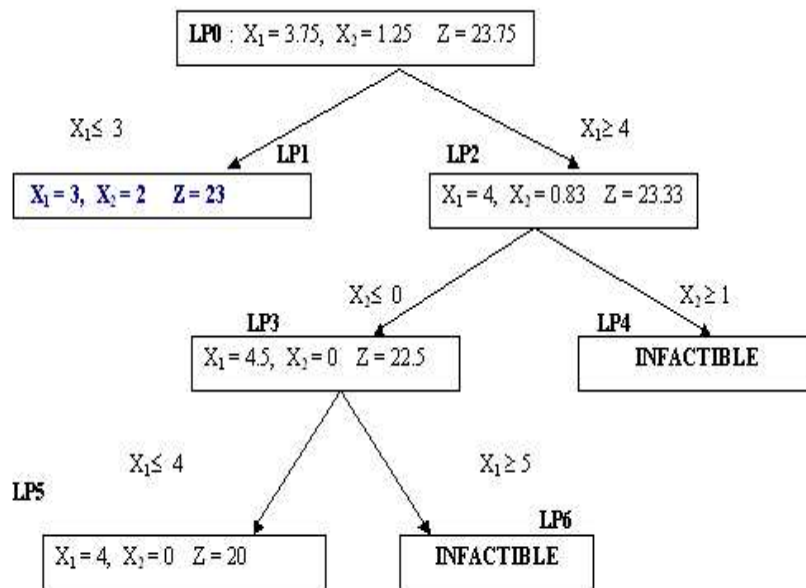 LP0 : X₁ = 3.75, X₂ = 1.25 Z = 23.75
X₁ ≤ 3
X₁ ≥ 4
LP1
LP2
X₁ = 3, X₂ = 2 Z = 23
X₁ = 4, X₂ = 0.83 Z = 23.33
X₂ ≤ 0
X₂ ≥ 1
LP3
LP4
X₁ = 4.5, X₂ = 0 Z = 22.5
INFACTIBLE
X₁ ≤ 4
X₁ ≥ 5
LP5
LP6
X₁ = 4, X₂ = 0 Z = 20
INFACTIBLE